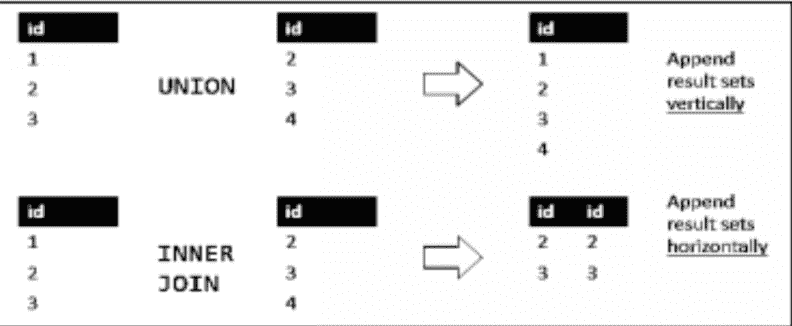 id id id
1 2 1
2 3 2
3 4 3
4
UNION
Append
result sets
vertically
id id id id
1 2 2 2
2 3 3 3
3 4
INNER
JOIN
Append
result sets
horizontally